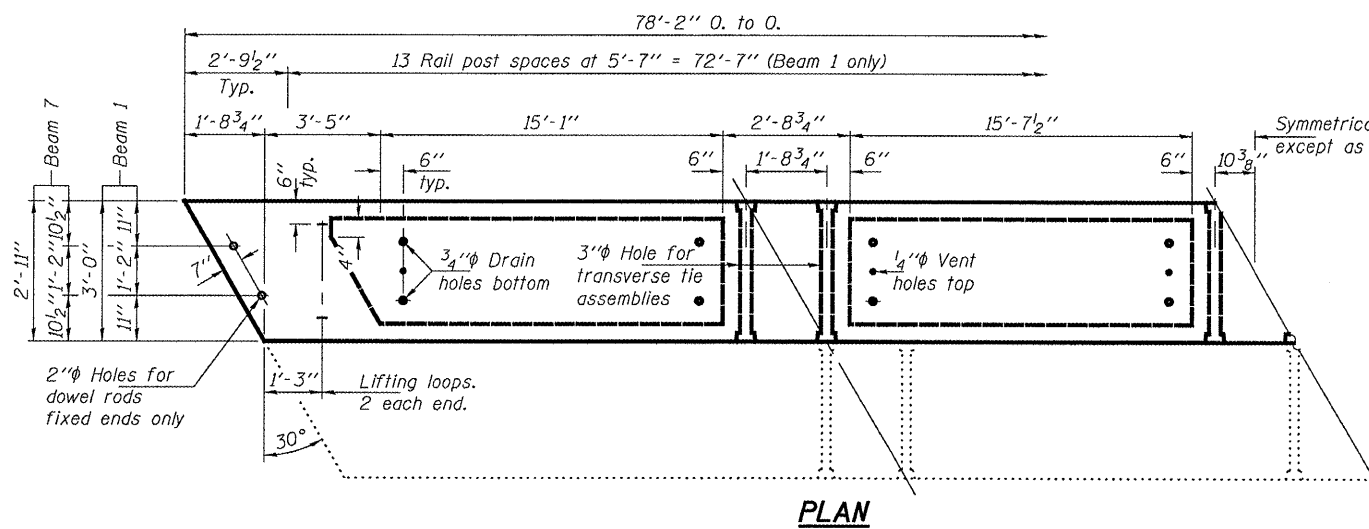 78'-2" O. to O.
13 Rail post spaces at 5'-7" = 72'-7" (Beam 1 only)
2'-9½"
Typ.
1'-8¾"
3'-5"
15'-1"
2'-8¾"
15'-7½"
Symmetrica
except as
Beam 7
Beam 1
6"
typ.
6"
typ.
6"
1'-8¾"
6"
6"
10⅜"
2'-11"
10½"
1'-2"
10½"
3'-0"
11"
1'-2"
11"
7"
4"
¾"ϕ Drain
holes bottom
3"ϕ Hole for
transverse tie
assemblies
¼"ϕ Vent
holes top
2"ϕ Holes for
dowel rods
fixed ends only
1'-3"
Lifting loops.
2 each end.
30°
PLAN